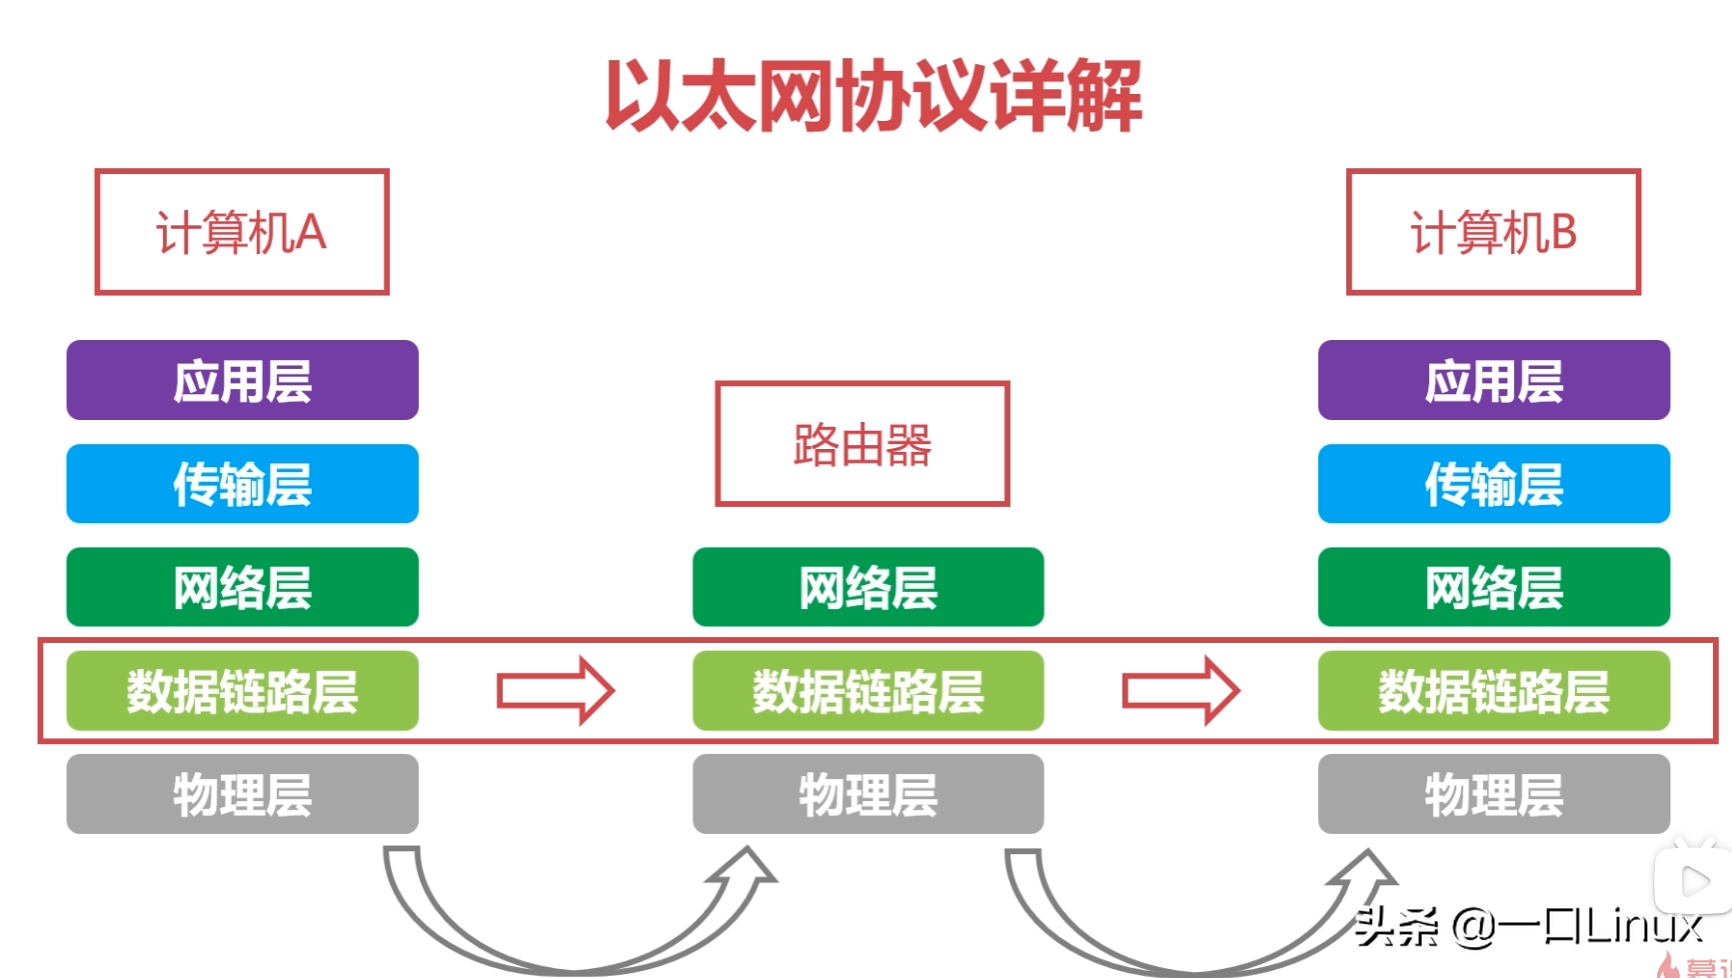 以太网协议详解
计算机A
计算机B
路由器
应用层
应用层
传输层
传输层
网络层
网络层
网络层
数据链路层
数据链路层
数据链路层
物理层
物理层
物理层
头条 @一口Linux